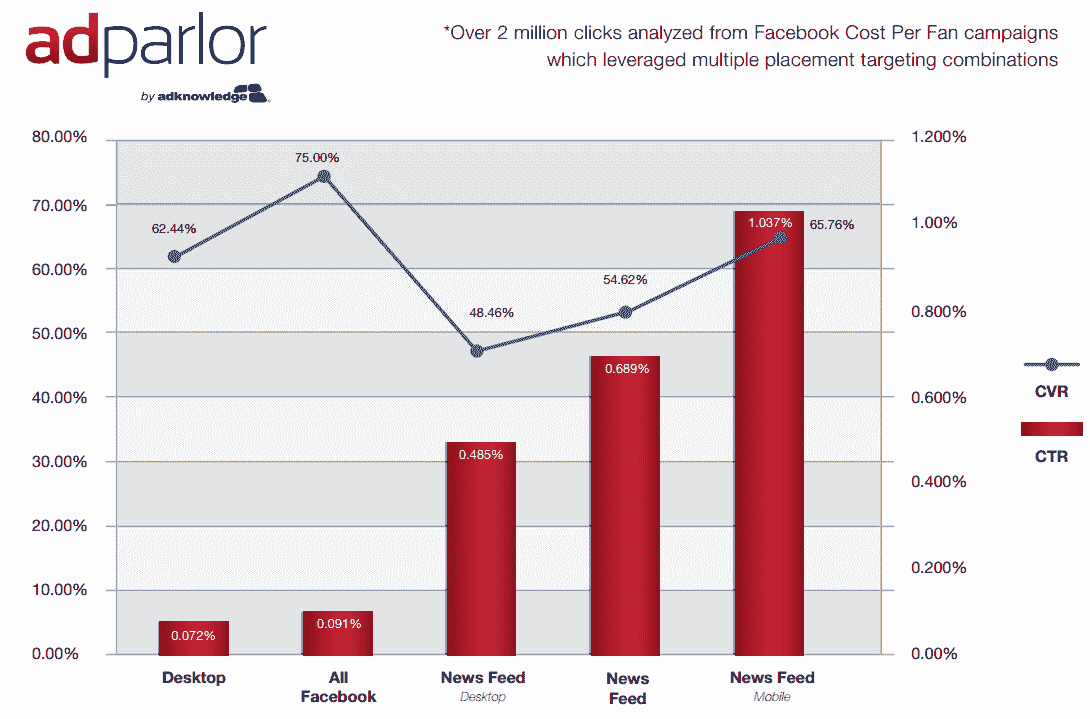 adparlor
by adknowledge
*Over 2 million clicks analyzed from Facebook Cost Per Fan campaigns
which leveraged multiple placement targeting combinations
80.00%
70.00%
60.00%
50.00%
40.00%
30.00%
20.00%
10.00%
0.00%
62.44%
75.00%
48.46%
54.62%
65.76%
0.072%
0.091%
0.485%
0.689%
1.037%
1.200%
1.00%
0.800%
0.600%
0.400%
0.200%
0.00%
CVR
CTR
Desktop
All
Facebook
News Feed
Desktop
News
Feed
News Feed
Mobile